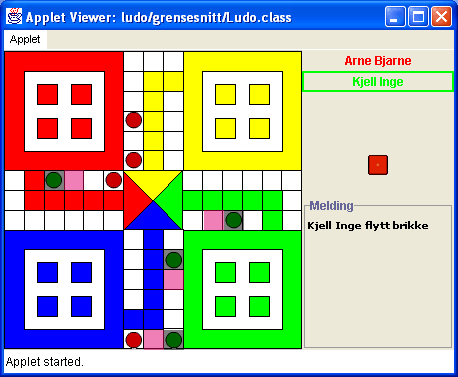 Applet Viewer: ludo/grensesnitt/Ludo.class
Applet
Arne Bjarne
Kjell Inge
Melding
Kjell Inge flytt brikke
Applet started.